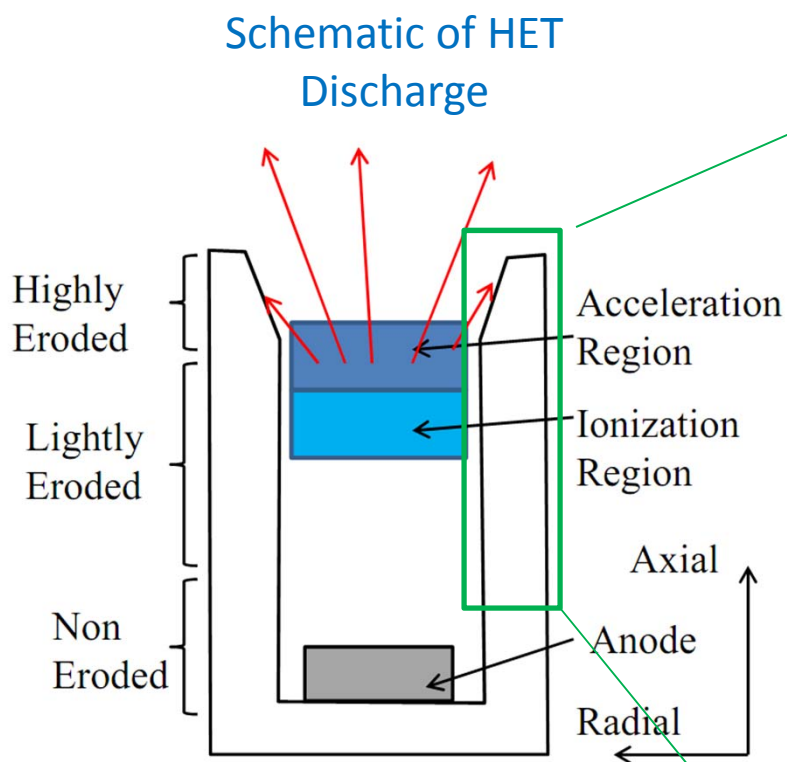 Schematic of HET
Discharge
Highly
Eroded
Acceleration
Region
Lightly
Eroded
Ionization
Region
Axial
Non
Eroded
Anode
Radial